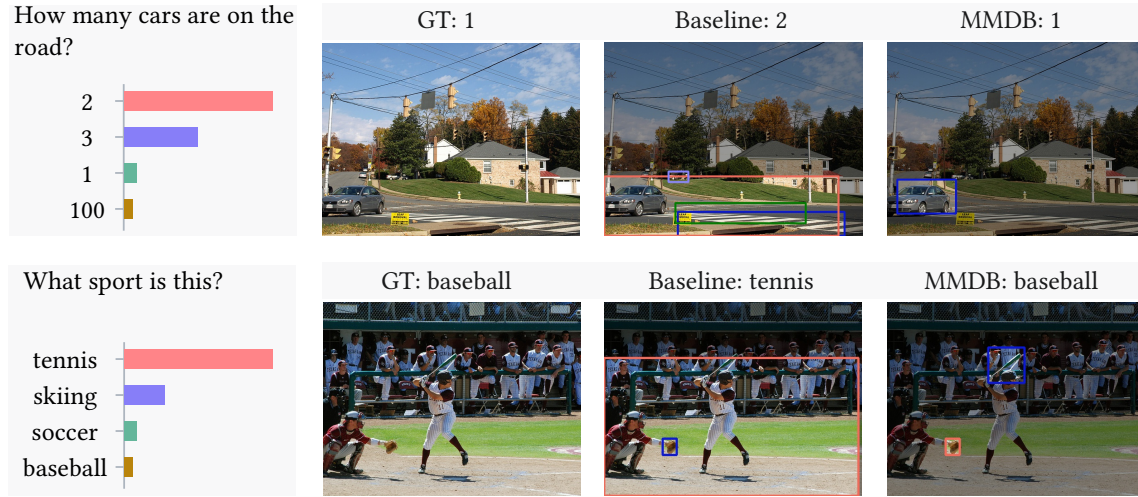 How many cars are on the
road?
2
3
1
100
GT: 1
Baseline: 2
MMDB: 1
What sport is this?
tennis
skiing
soccer
baseball
GT: baseball
Baseline: tennis
MMDB: baseball